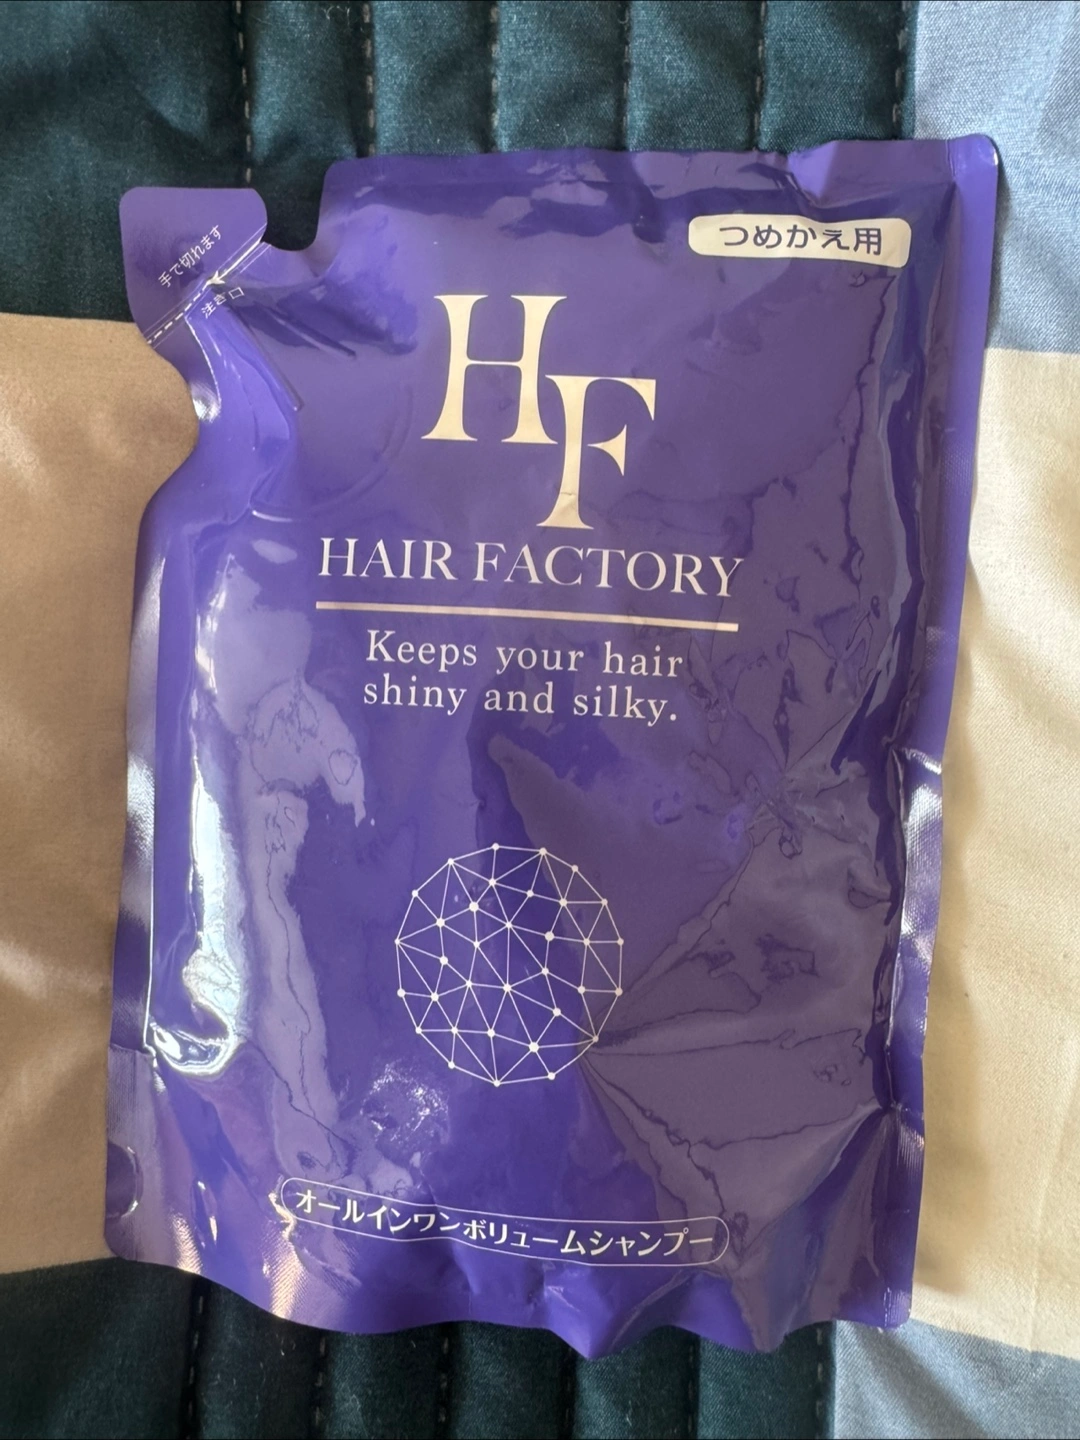 手で切れます
注ぎ口
つめかえ用
HF
HAIR FACTORY
Keeps your hair
shiny and silky.
オールインワンボリュームシャンプー